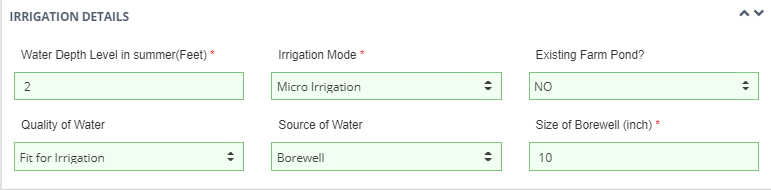 IRRIGATION DETAILS
Water Depth Level in summer(Feet) * Irrigation Mode * Existing Farm Pond?
2 Micro Irrigation NO
Quality of Water Source of Water Size of Borewell (inch) *
Fit for Irrigation Borewell 10